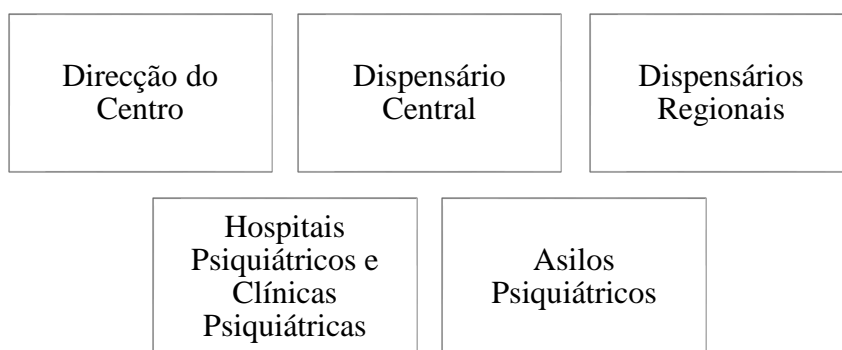 Direcção do
Centro
Dispensário
Central
Dispensários
Regionais
Hospitais
Psiquiátricos e
Clínicas
Psiquiátricas
Asilos
Psiquiátricos